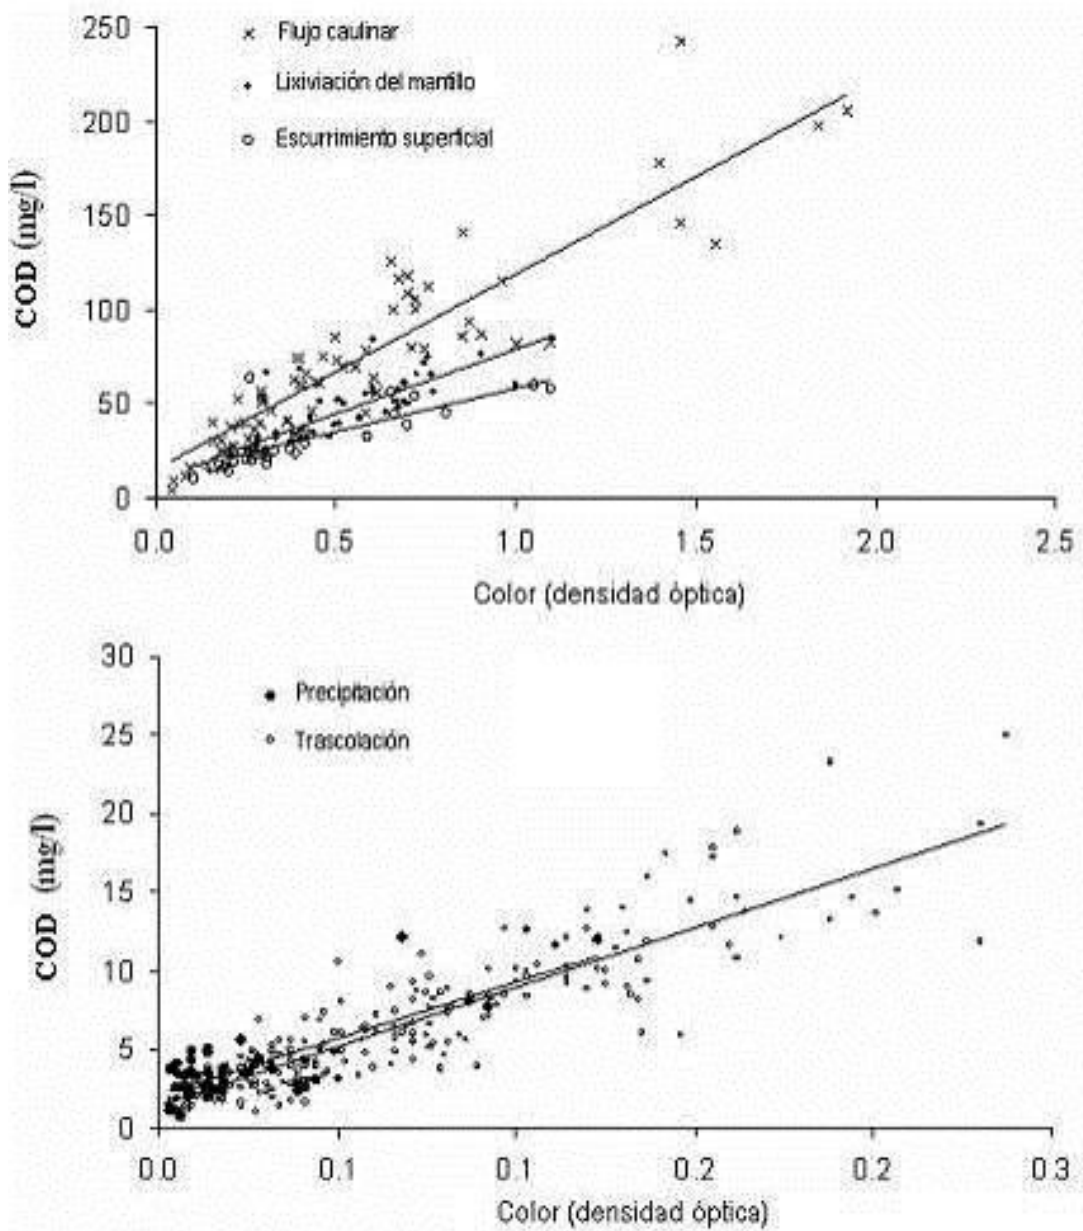 250
200
150
100
50
0
COD (mg/l)
Flujo caulinar
Lixiviación del mantillo
Escurrimiento superficial
0.0 0.5 1.0 1.5 2.0 2.5
Color (densidad óptica)
30
25
20
15
10
5
0
COD (mg/l)
Precipitación
Trascolación
0.0 0.1 0.1 0.2 0.2 0.3
Color (densidad óptica)